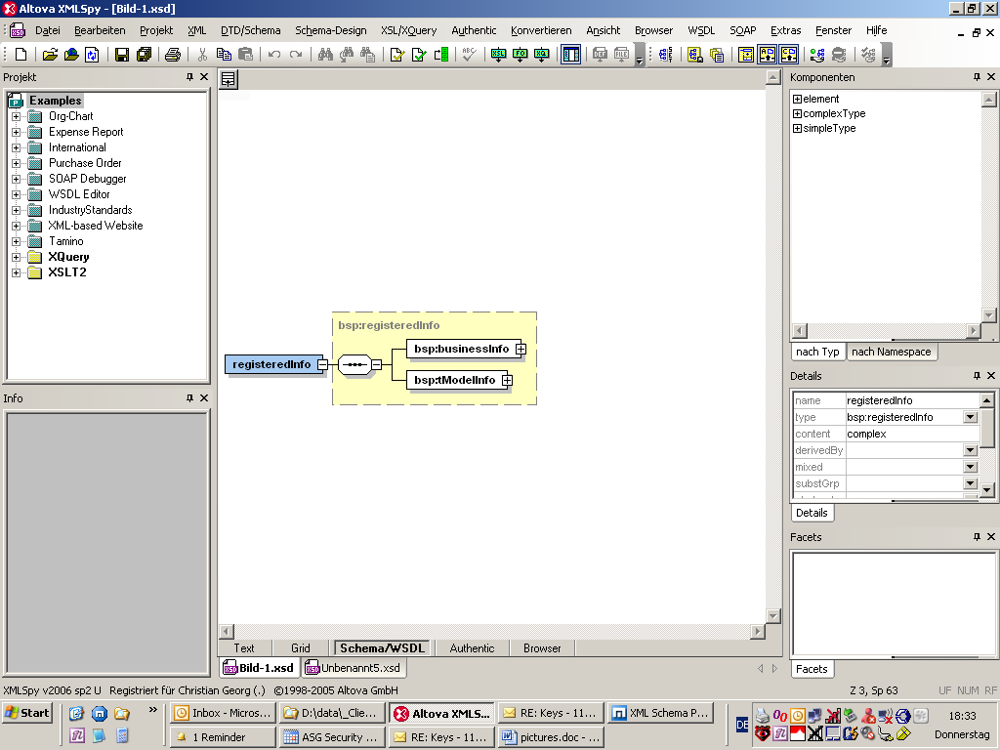 Altova XMLSpy - [Bild-1.xsd]
Datei Bearbeiten Projekt XML DTD/Schema Schema-Design XSL/XQuery Authentic Konvertieren Ansicht Browser WSDL SOAP Extras Fenster Hilfe
Projekt
Examples
Org-Chart
Expense Report
International
Purchase Order
SOAP Debugger
WSDL Editor
IndustryStandards
XML-based Website
Tamino
XQuery
XSLT2
Info
bsp:registeredInfo
registeredInfo
bsp:businessInfo
bsp:tModelInfo
Text Grid Schema/WSDL Authentic Browser
Bild-1.xsd Unbenannt5.xsd
Komponenten
element
complexType
simpleType
nach Typ nach Namespace
Details
name registeredInfo
type bsp:registeredInfo
content complex
derivedBy
mixed
substGrp
Details
Facets
Facets
XMLSpy v2006 sp2 U Registriert für Christian Georg (.) ©1998-2005 Altova GmbH Z 3, Sp 63 UF NUM RF
Start Inbox - Micros... D:\data\_Clie... Altova XMLS... RE: Keys - 11... XML Schema P... 18:33
1 Reminder ASG Security ... RE: Keys - 11... pictures.doc - ... DE Donnerstag